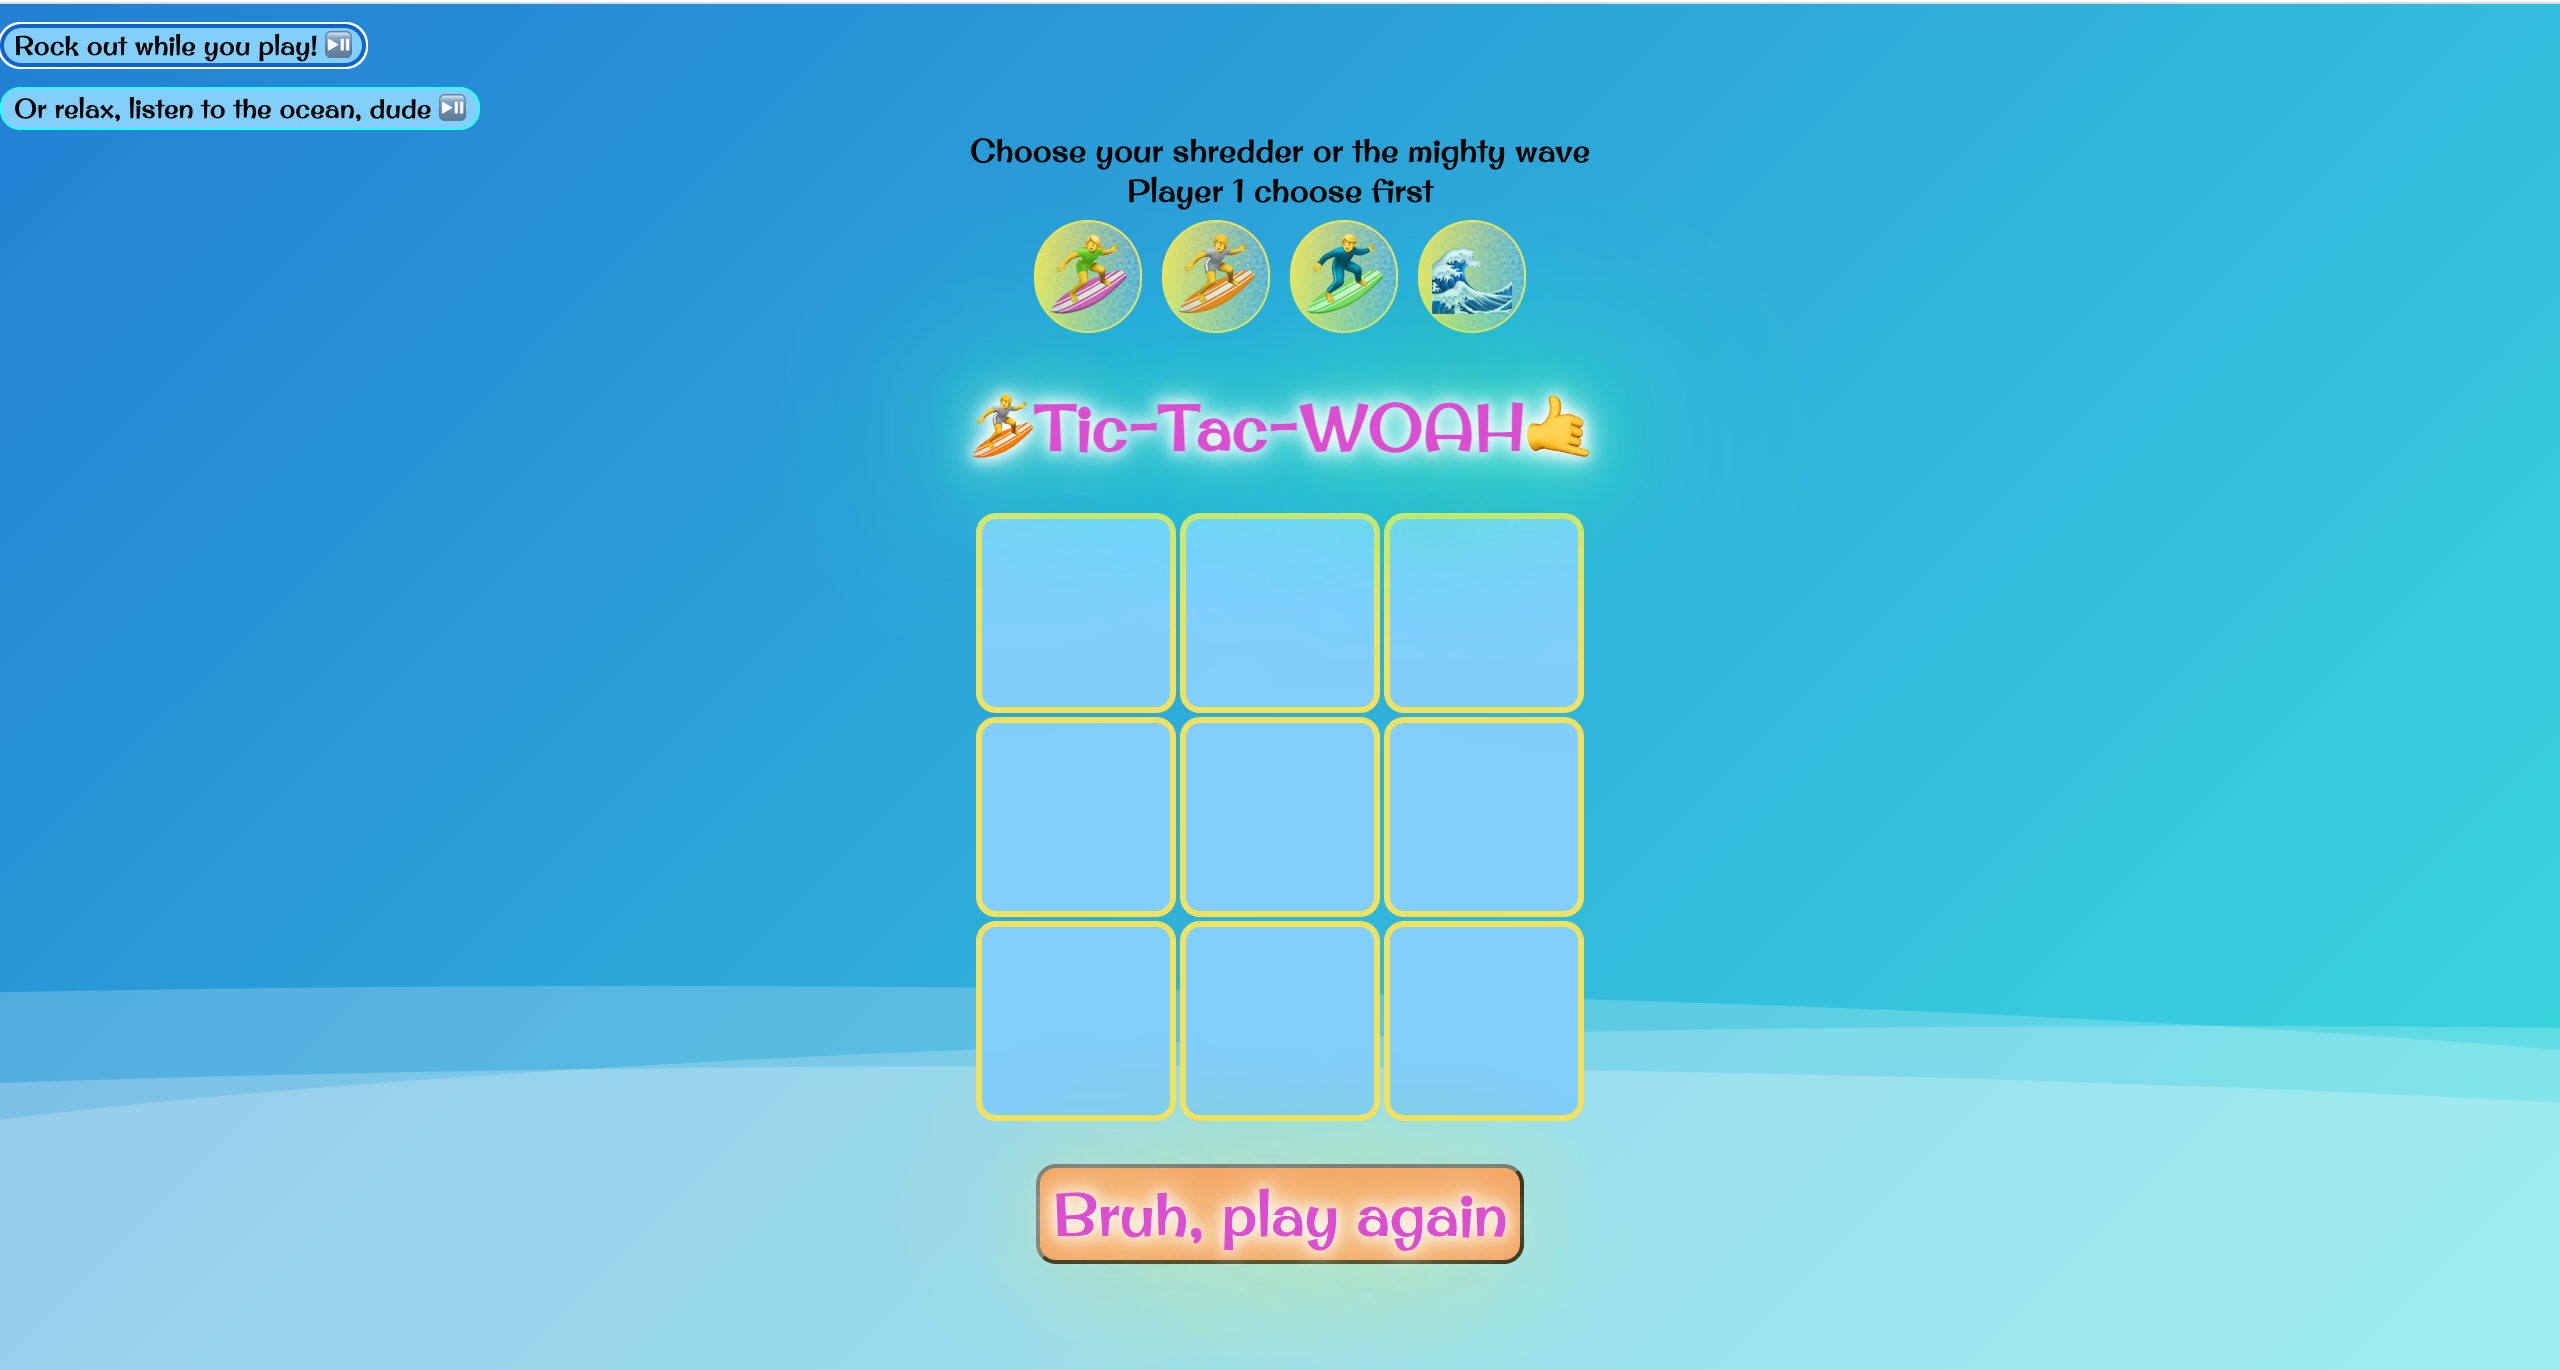 Rock out while you play! ⏯️
Or relax, listen to the ocean, dude ⏯️
Choose your shredder or the mighty wave
Player 1 choose first
🏄Tic-Tac-WOAH🤙
Bruh, play again